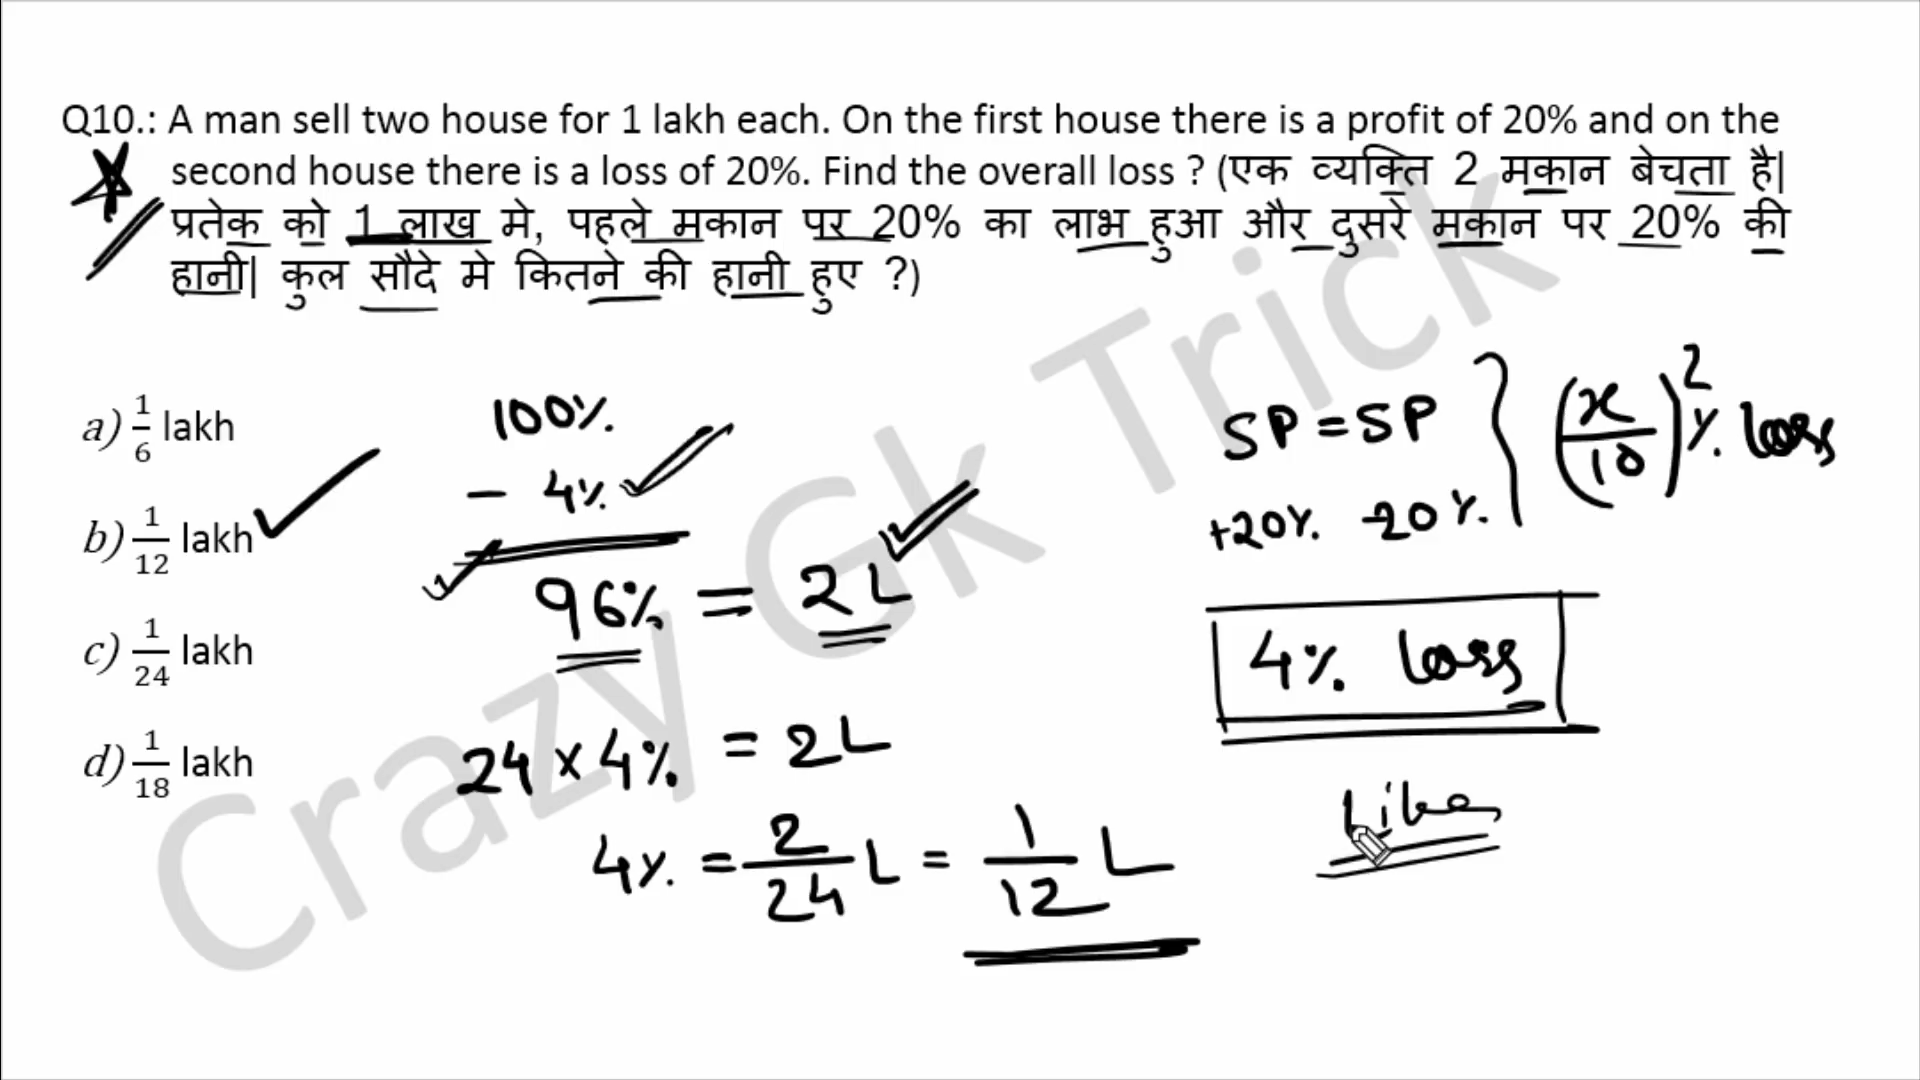 Q10.: A man sell two house for 1 lakh each. On the first house there is a profit of 20% and on the
second house there is a loss of 20%. Find the overall loss ? (एक व्यक्ति 2 मकान बेचता है|
प्रतेक को 1 लाख मे, पहले मकान पर 20% का लाभ हुआ और दुसरे मकान पर 20% की
हानी| कुल सौदे मे कितने की हानी हुए ?)
a) 1/6 lakh
b) 1/12 lakh
c) 1/24 lakh
d) 1/18 lakh
100%
- 4%
96% = 2L
24 x 4% = 2L
4% = 2/24 L = 1/12 L
SP = SP
+20% -20%
(x/10)^2 % loss
4% loss
Like
Crazy Gk Trick